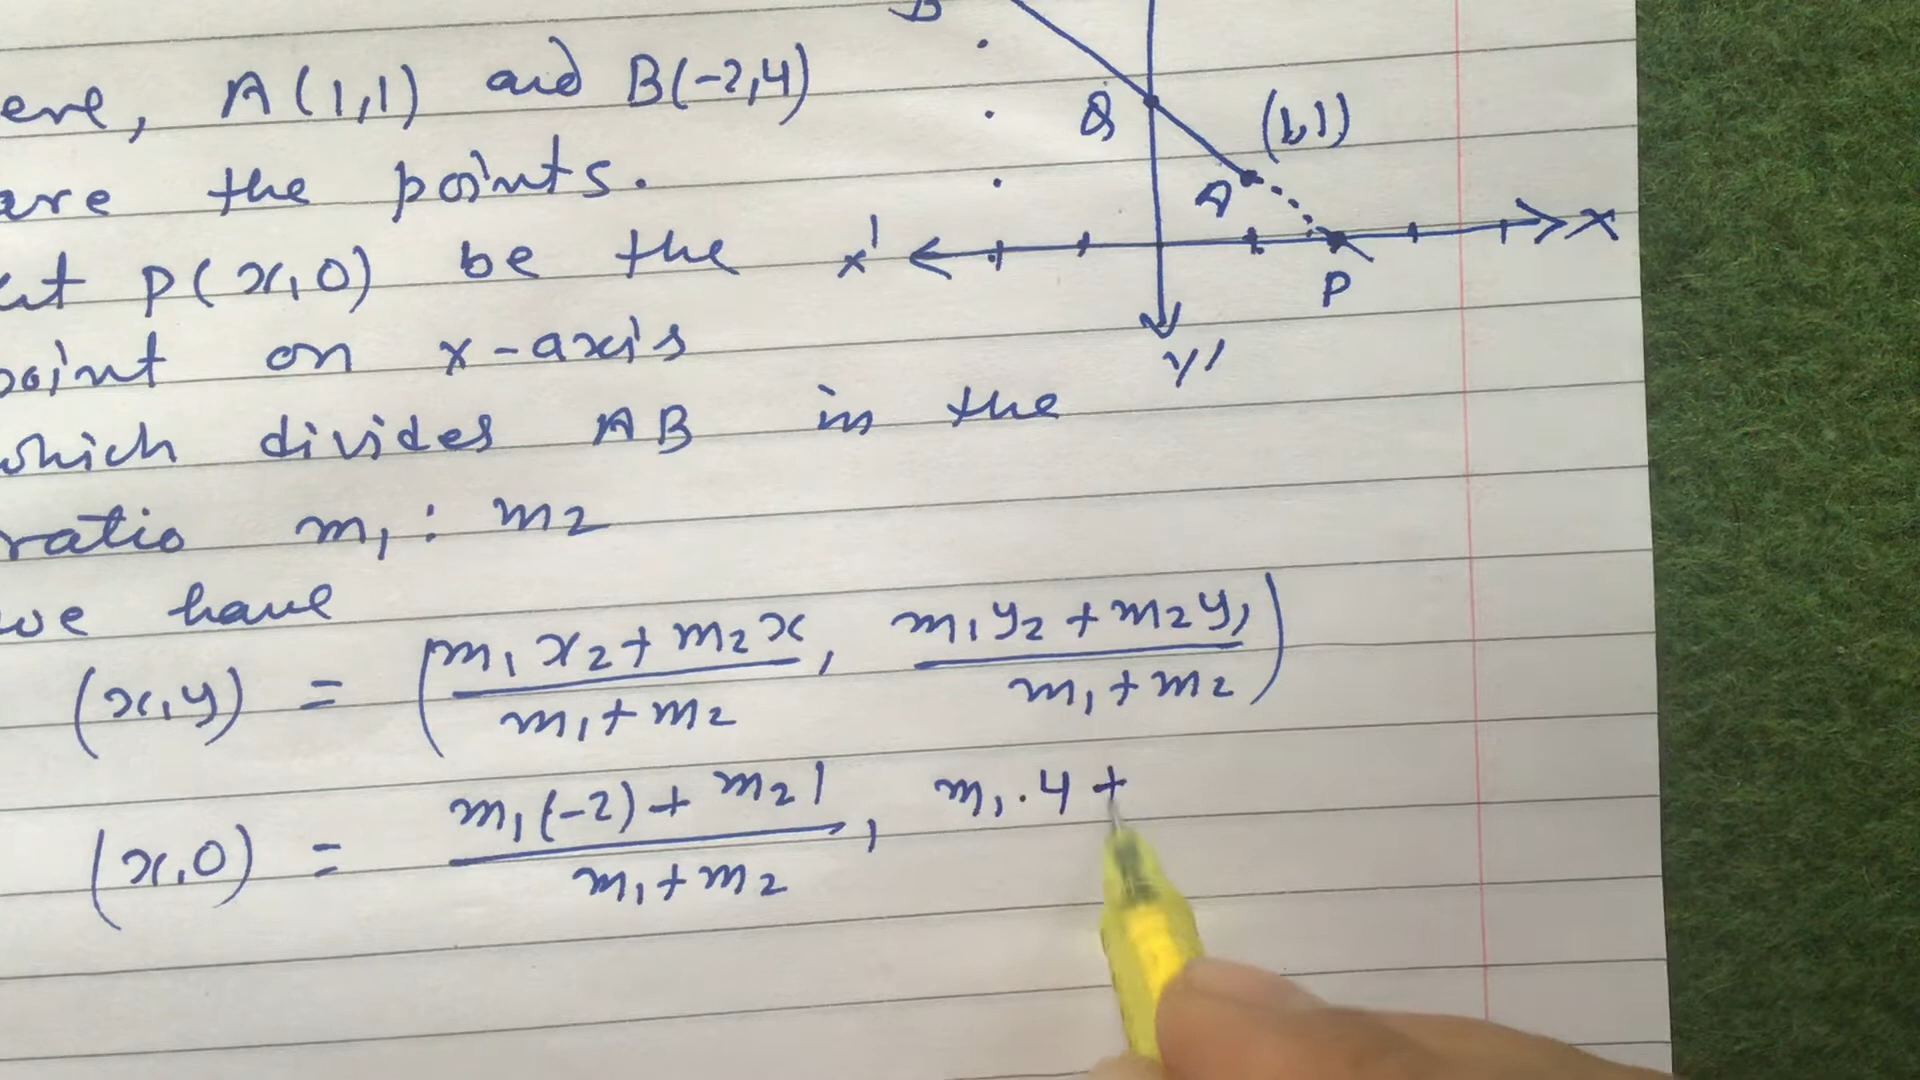 ere, A(1,1) and B(-2,4)
are the points.
et P(x,0) be the
point on x-axis
which divides AB in the
ratio m₁ : m₂
we have
(x,y) = (m₁x₂+m₂x/m₁+m₂, m₁y₂+m₂y₁/m₁+m₂)
(x,0) = m₁(-2)+m₂1/m₁+m₂, m₁·4+
B
Q
(1,1)
A
X'
X
P
Y'